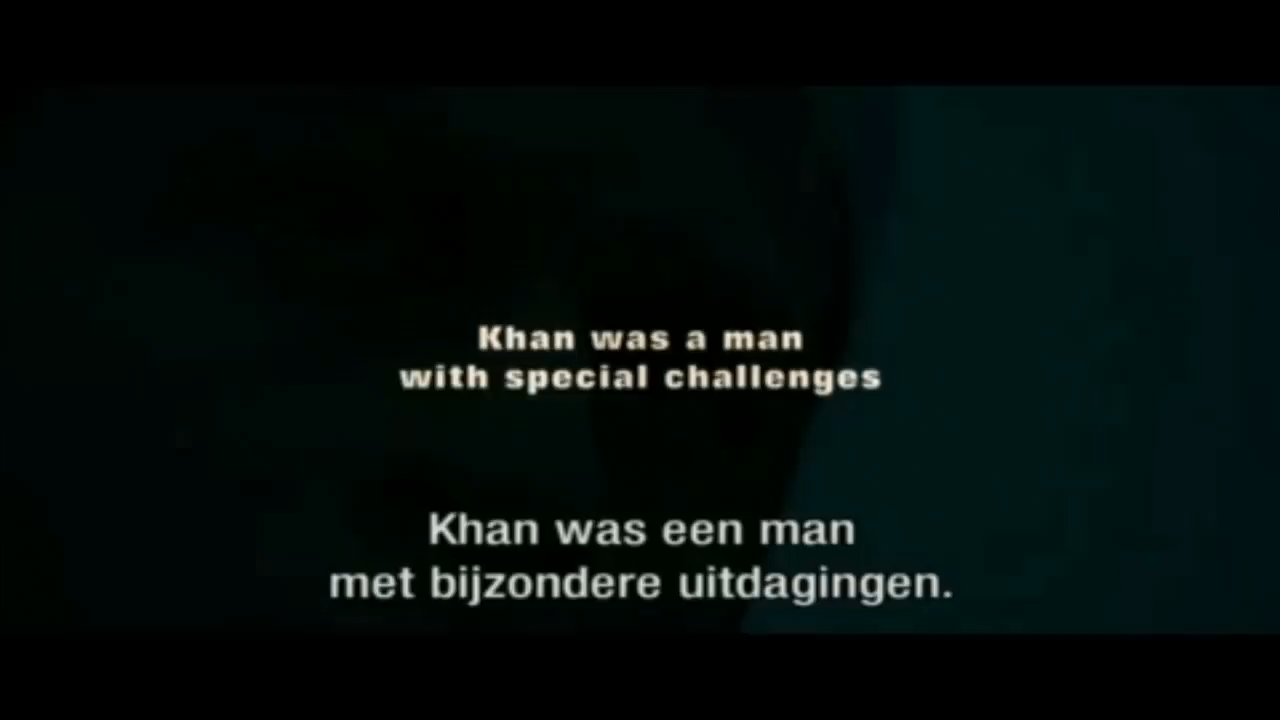 Khan was a man
with special challenges
Khan was een man
met bijzondere uitdagingen.